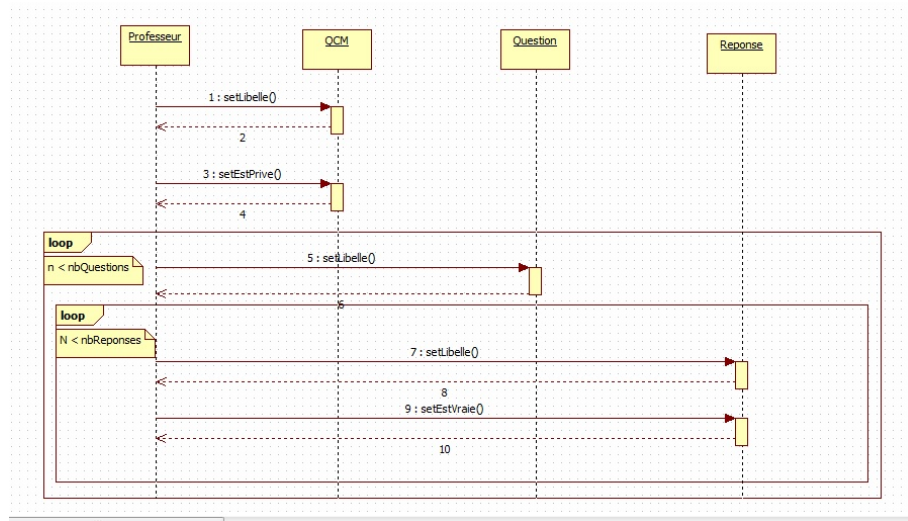 Professeur
QCM
Question
Reponse
1 : setLibelle()
2
3 : setEstPrive()
4
loop
n < nbQuestions
5 : setLibelle()
6
loop
N < nbReponses
7 : setLibelle()
8
9 : setEstVraie()
10